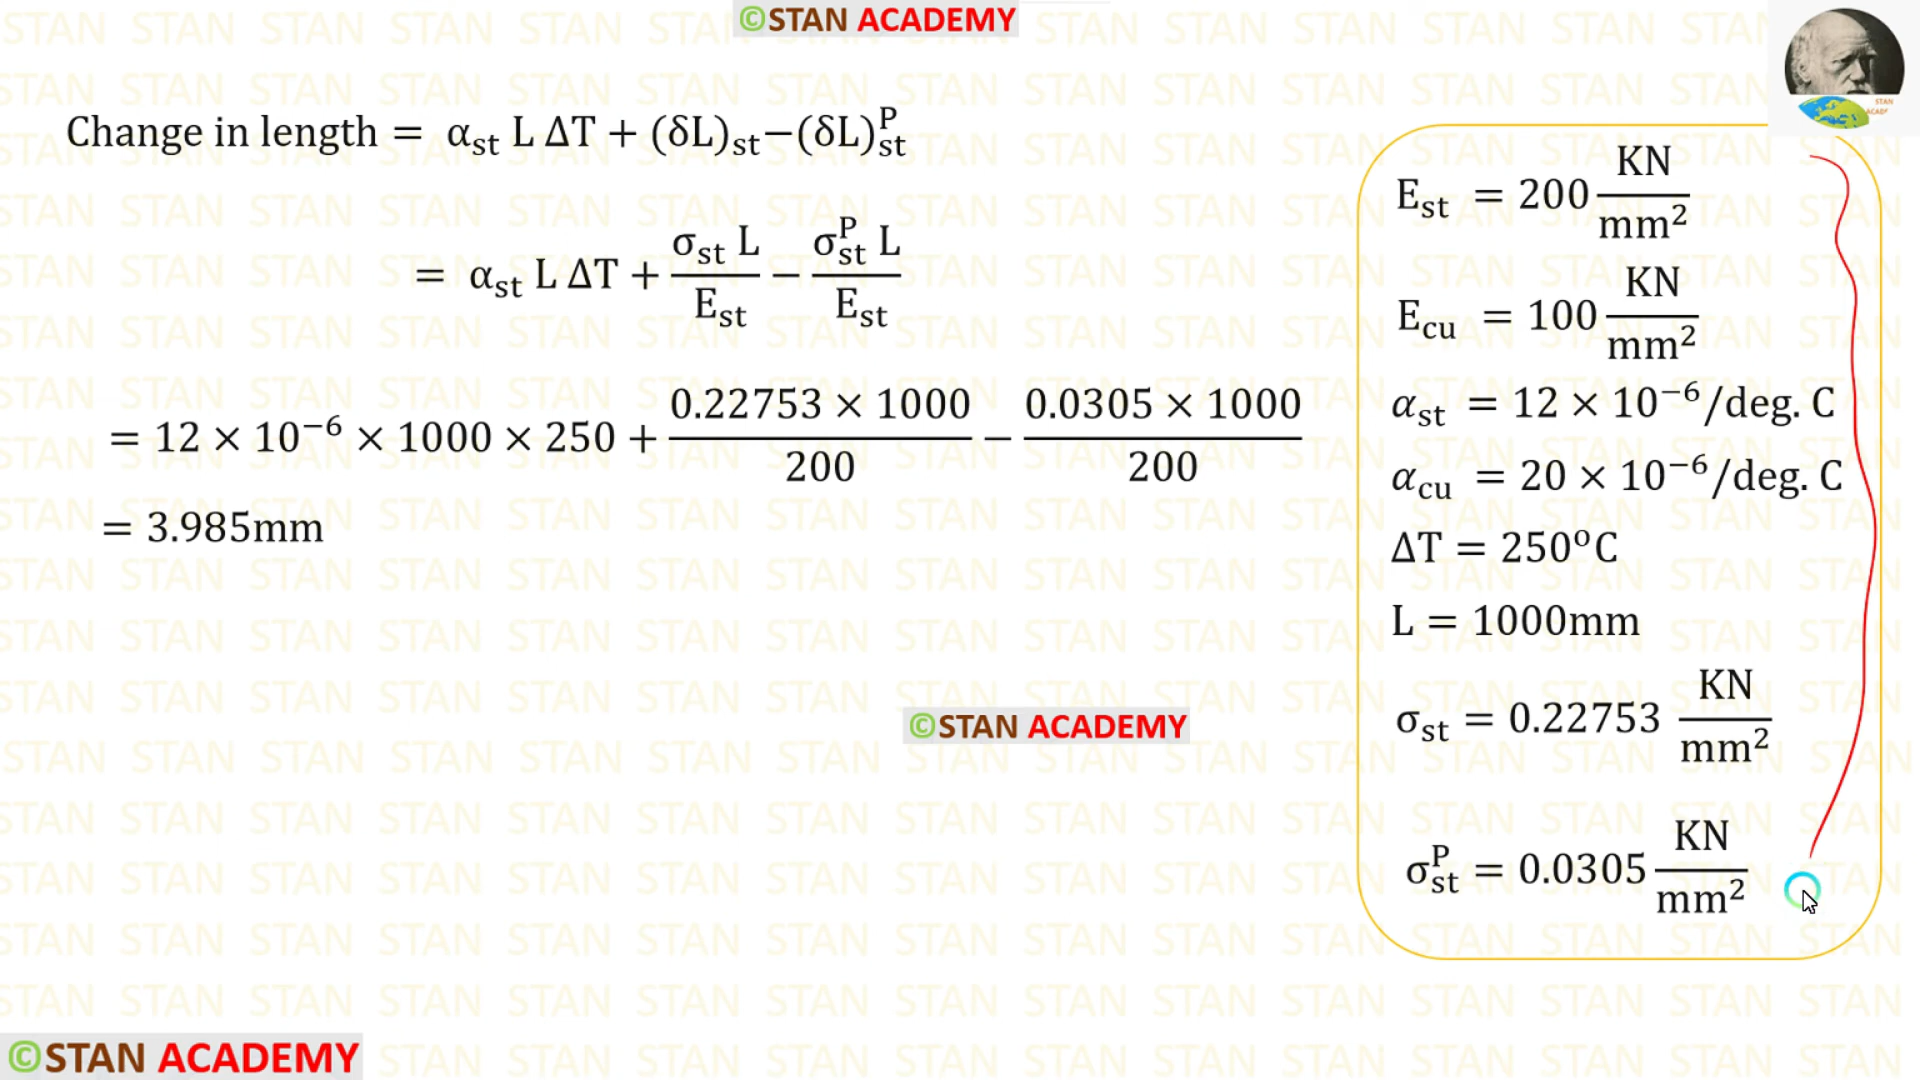 ©STAN ACADEMY
Change in length = α_st L ΔT + (δL)_st−(δL)_st^P
= α_st L ΔT + σ_st L / E_st − σ_st^P L / E_st
= 12 × 10⁻⁶ × 1000 × 250 + 0.22753 × 1000 / 200 − 0.0305 × 1000 / 200
= 3.985mm
©STAN ACADEMY
©STAN ACADEMY
E_st = 200 KN/mm²
E_cu = 100 KN/mm²
α_st = 12 × 10⁻⁶/deg. C
α_cu = 20 × 10⁻⁶/deg. C
ΔT = 250°C
L = 1000mm
σ_st = 0.22753 KN/mm²
σ_st^P = 0.0305 KN/mm²